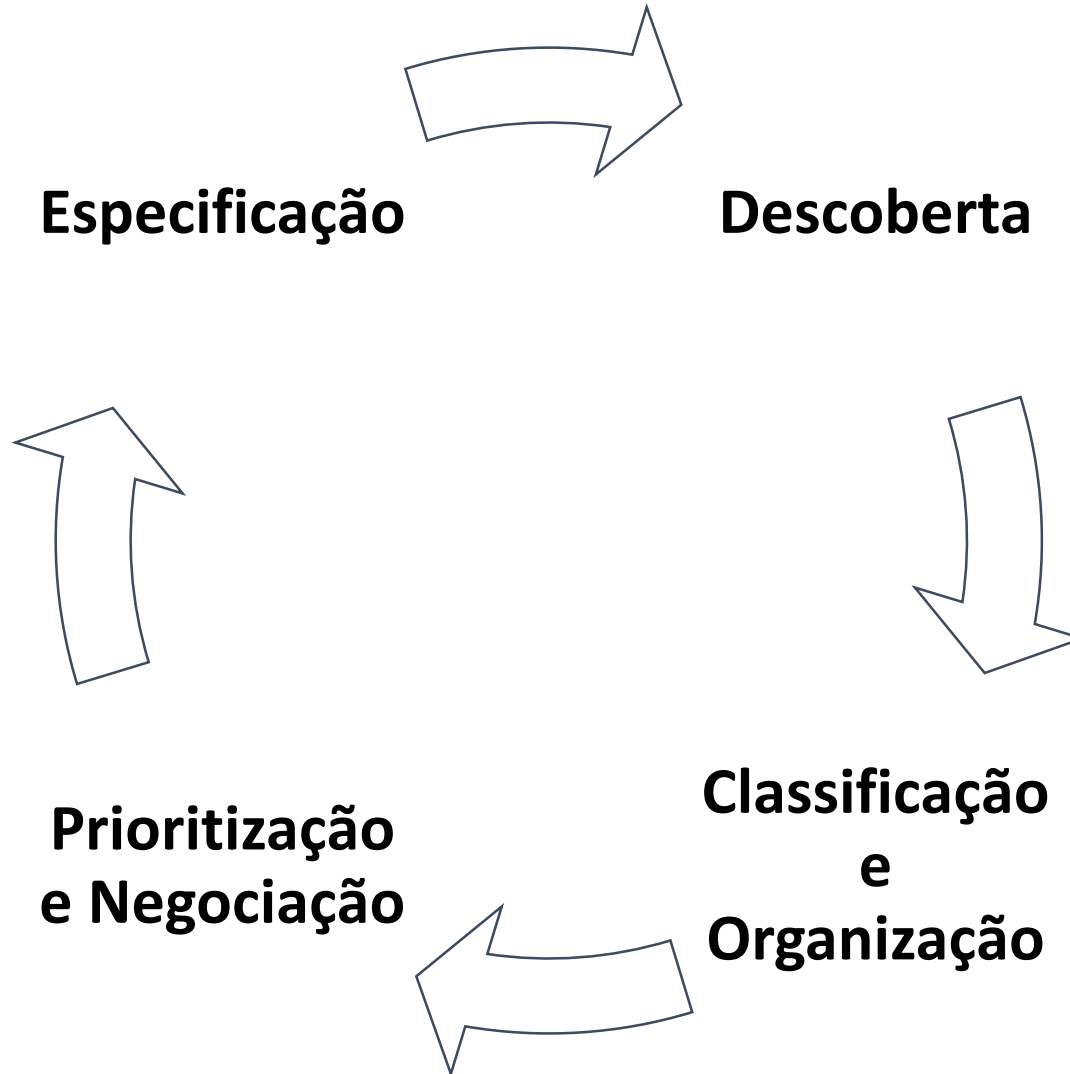 Especificação
Descoberta
Classificação
e
Organização
Prioritização
e Negociação